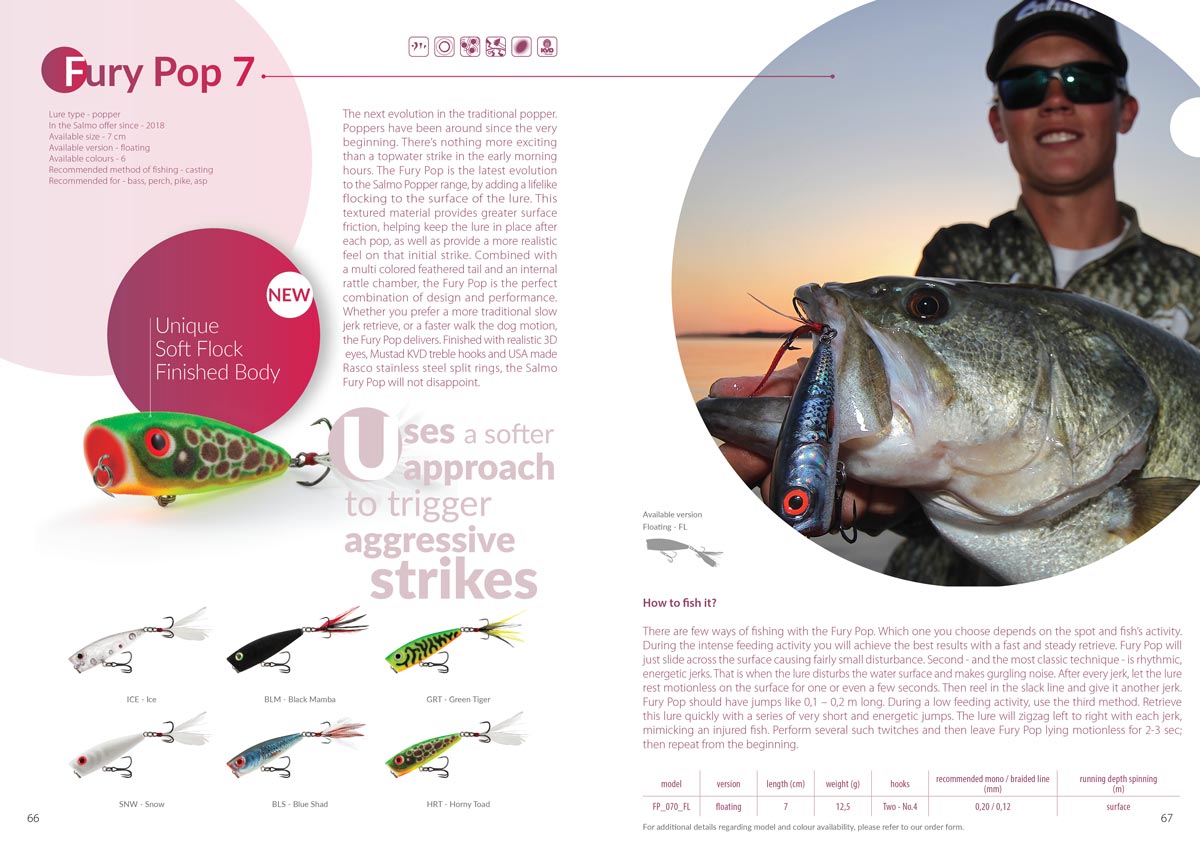 Fury Pop 7
Lure type - popper
In the Salmo offer since - 2018
Available size - 7 cm
Available version - floating
Available colours - 6
Recommended method of fishing - casting
Recommended for - bass, perch, pike, asp
The next evolution in the traditional popper.
Poppers have been around since the very
beginning. There's nothing more exciting
than a topwater strike in the early morning
hours. The Fury Pop is the latest evolution
to the Salmo Popper range, by adding a lifelike
flocking to the surface of the lure. This
textured material provides greater surface
friction, helping keep the lure in place after
each pop, as well as provide a more realistic
feel on that initial strike. Combined with
a multi colored feathered tail and an internal
rattle chamber, the Fury Pop is the perfect
combination of design and performance.
Whether you prefer a more traditional slow
jerk retrieve, or a faster walk the dog motion,
the Fury Pop delivers. Finished with realistic 3D
eyes, Mustad KVD treble hooks and USA made
Rasco stainless steel split rings, the Salmo
Fury Pop will not disappoint.
NEW
Unique
Soft Flock
Finished Body
Uses a softer
approach
to trigger
aggressive
strikes
ICE - Ice
BLM - Black Mamba
GRT - Green Tiger
SNW - Snow
BLS - Blue Shad
HRT - Horny Toad
66
KVD
Salmo
Available version
Floating - FL
How to fish it?
There are few ways of fishing with the Fury Pop. Which one you choose depends on the spot and fish's activity.
During the intense feeding activity you will achieve the best results with a fast and steady retrieve. Fury Pop will
just slide across the surface causing fairly small disturbance. Second - and the most classic technique - is rhythmic,
energetic jerks. That is when the lure disturbs the water surface and makes gurgling noise. After every jerk, let the lure
rest motionless on the surface for one or even a few seconds. Then reel in the slack line and give it another jerk.
Fury Pop should have jumps like 0,1 – 0,2 m long. During a low feeding activity, use the third method. Retrieve
this lure quickly with a series of very short and energetic jumps. The lure will zigzag left to right with each jerk,
mimicking an injured fish. Perform several such twitches and then leave Fury Pop lying motionless for 2-3 sec;
then repeat from the beginning.
model version length (cm) weight (g) hooks recommended mono / braided line (mm) running depth spinning (m)
FP_070_FL floating 7 12,5 Two - No.4 0,20 / 0,12 surface
For additional details regarding model and colour availability, please refer to our order form.
67